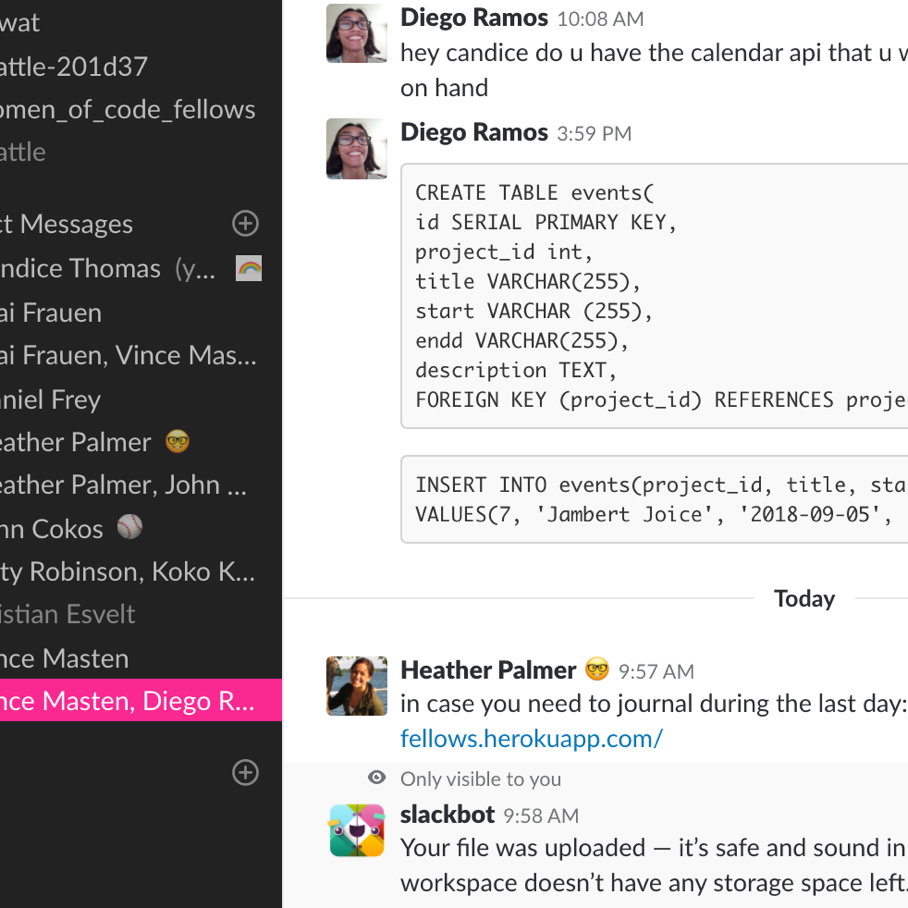 wat
attle-201d37
omen_of_code_fellows
attle
ct Messages
ndice Thomas (y...
ai Frauen
ai Frauen, Vince Mas...
niel Frey
eather Palmer
eather Palmer, John ...
hn Cokos
ty Robinson, Koko K...
istian Esvelt
nce Masten
nce Masten, Diego R...
Diego Ramos 10:08 AM
hey candice do u have the calendar api that u w
on hand
Diego Ramos 3:59 PM
CREATE TABLE events(
id SERIAL PRIMARY KEY,
project_id int,
title VARCHAR(255),
start VARCHAR (255),
endd VARCHAR(255),
description TEXT,
FOREIGN KEY (project_id) REFERENCES proje
INSERT INTO events(project_id, title, sta
VALUES(7, 'Jambert Joice', '2018-09-05',
Today
Heather Palmer 9:57 AM
in case you need to journal during the last day:
fellows.herokuapp.com/
Only visible to you
slackbot 9:58 AM
Your file was uploaded — it’s safe and sound in
workspace doesn’t have any storage space left.